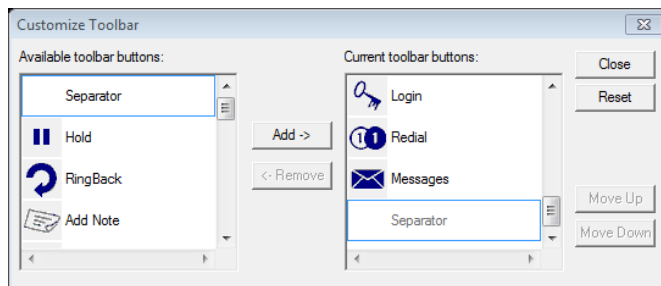 Customize Toolbar
Available toolbar buttons:
Separator
Hold
RingBack
Add Note
Add ->
<- Remove
Current toolbar buttons:
Login
Redial
Messages
Separator
Close
Reset
Move Up
Move Down